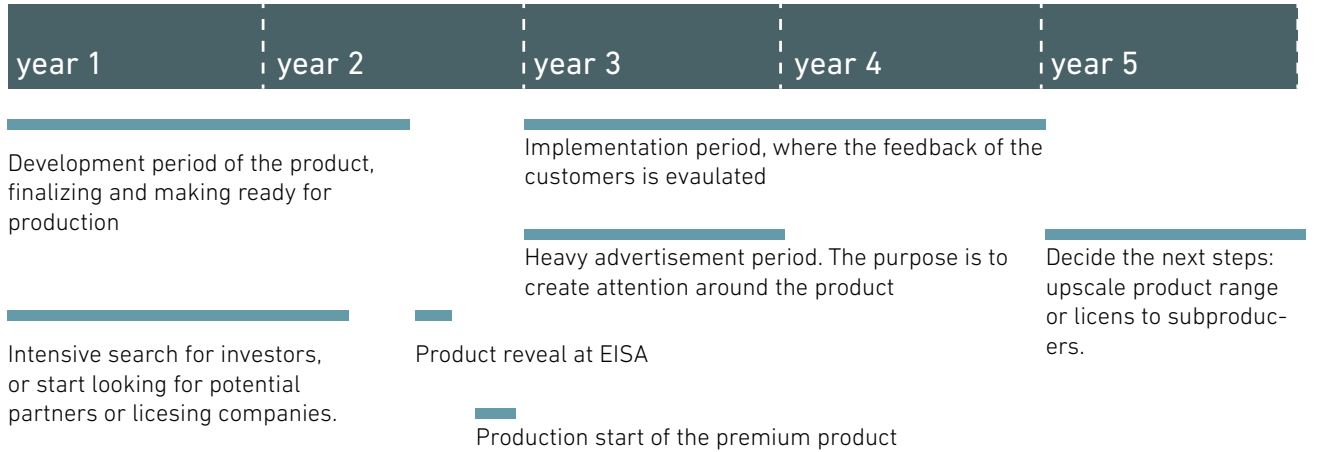 year 1
year 2
year 3
year 4
year 5
Development period of the product,
finalizing and making ready for
production
Implementation period, where the feedback of the
customers is evaulated
Heavy advertisement period. The purpose is to
create attention around the product
Decide the next steps:
upscale product range
or licens to subproduc-
ers.
Intensive search for investors,
or start looking for potential
partners or licesing companies.
Product reveal at EISA
Production start of the premium product